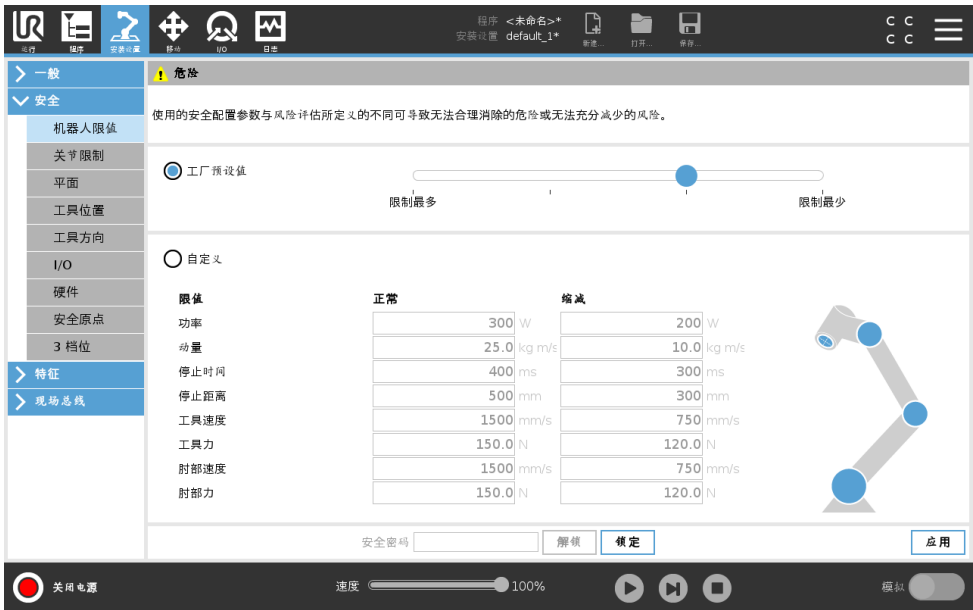 程序 <未命名>*
安装设置 default_1*
UR
运行 程序 安装设置 移动 I/O 日志
新建... 打开... 保存...
C C
C C
一般
安全
机器人限值
关节限制
平面
工具位置
工具方向
I/O
硬件
安全原点
3 档位
特征
现场总线
危险
使用的安全配置参数与风险评估所定义的不同可导致无法合理消除的危险或无法充分减少的风险。
工厂预设值
限制最多 限制最少
自定义
限值 正常 缩减
功率 300 W 200 W
动量 25.0 kg m/s 10.0 kg m/s
停止时间 400 ms 300 ms
停止距离 500 mm 300 mm
工具速度 1500 mm/s 750 mm/s
工具力 150.0 N 120.0 N
肘部速度 1500 mm/s 750 mm/s
肘部力 150.0 N 120.0 N
安全密码 解锁 锁定 应用
关闭电源 速度 100% 模拟